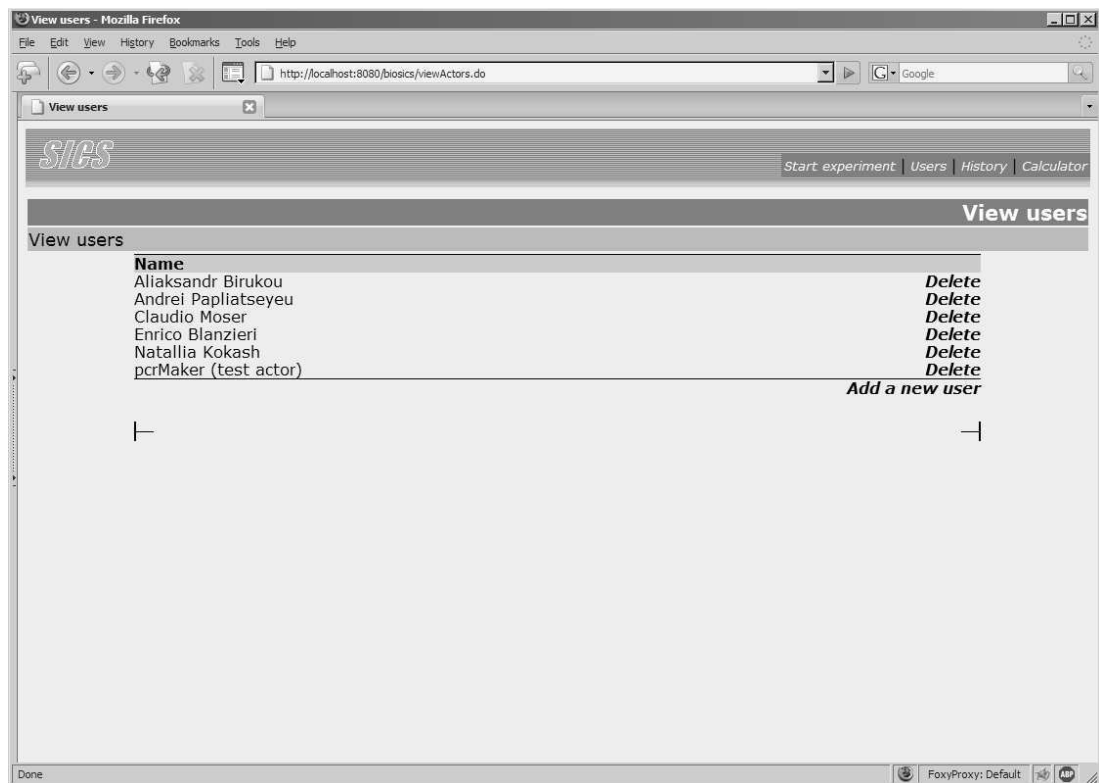 View users - Mozilla Firefox
File Edit View History Bookmarks Tools Help
http://localhost:8080/biosics/viewActors.do
G Google
View users
SICS
Start experiment | Users | History | Calculator
View users
View users
Name
Aliaksandr Birukou Delete
Andrei Papliatseyeu Delete
Claudio Moser Delete
Enrico Blanzieri Delete
Natallia Kokash Delete
pcrMaker (test actor) Delete
Add a new user
Done FoxyProxy: Default ABP